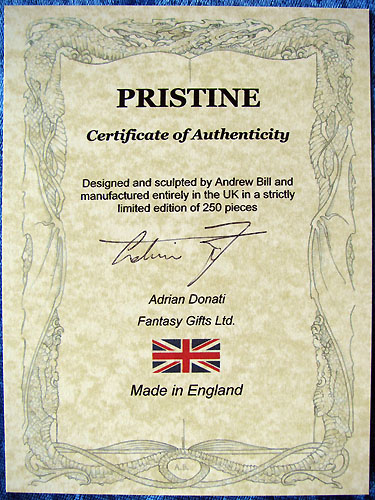 PRISTINE
Certificate of Authenticity
Designed and sculpted by Andrew Bill and
manufactured entirely in the UK in a strictly
limited edition of 250 pieces
Adrian Donati
Fantasy Gifts Ltd.
Made in England